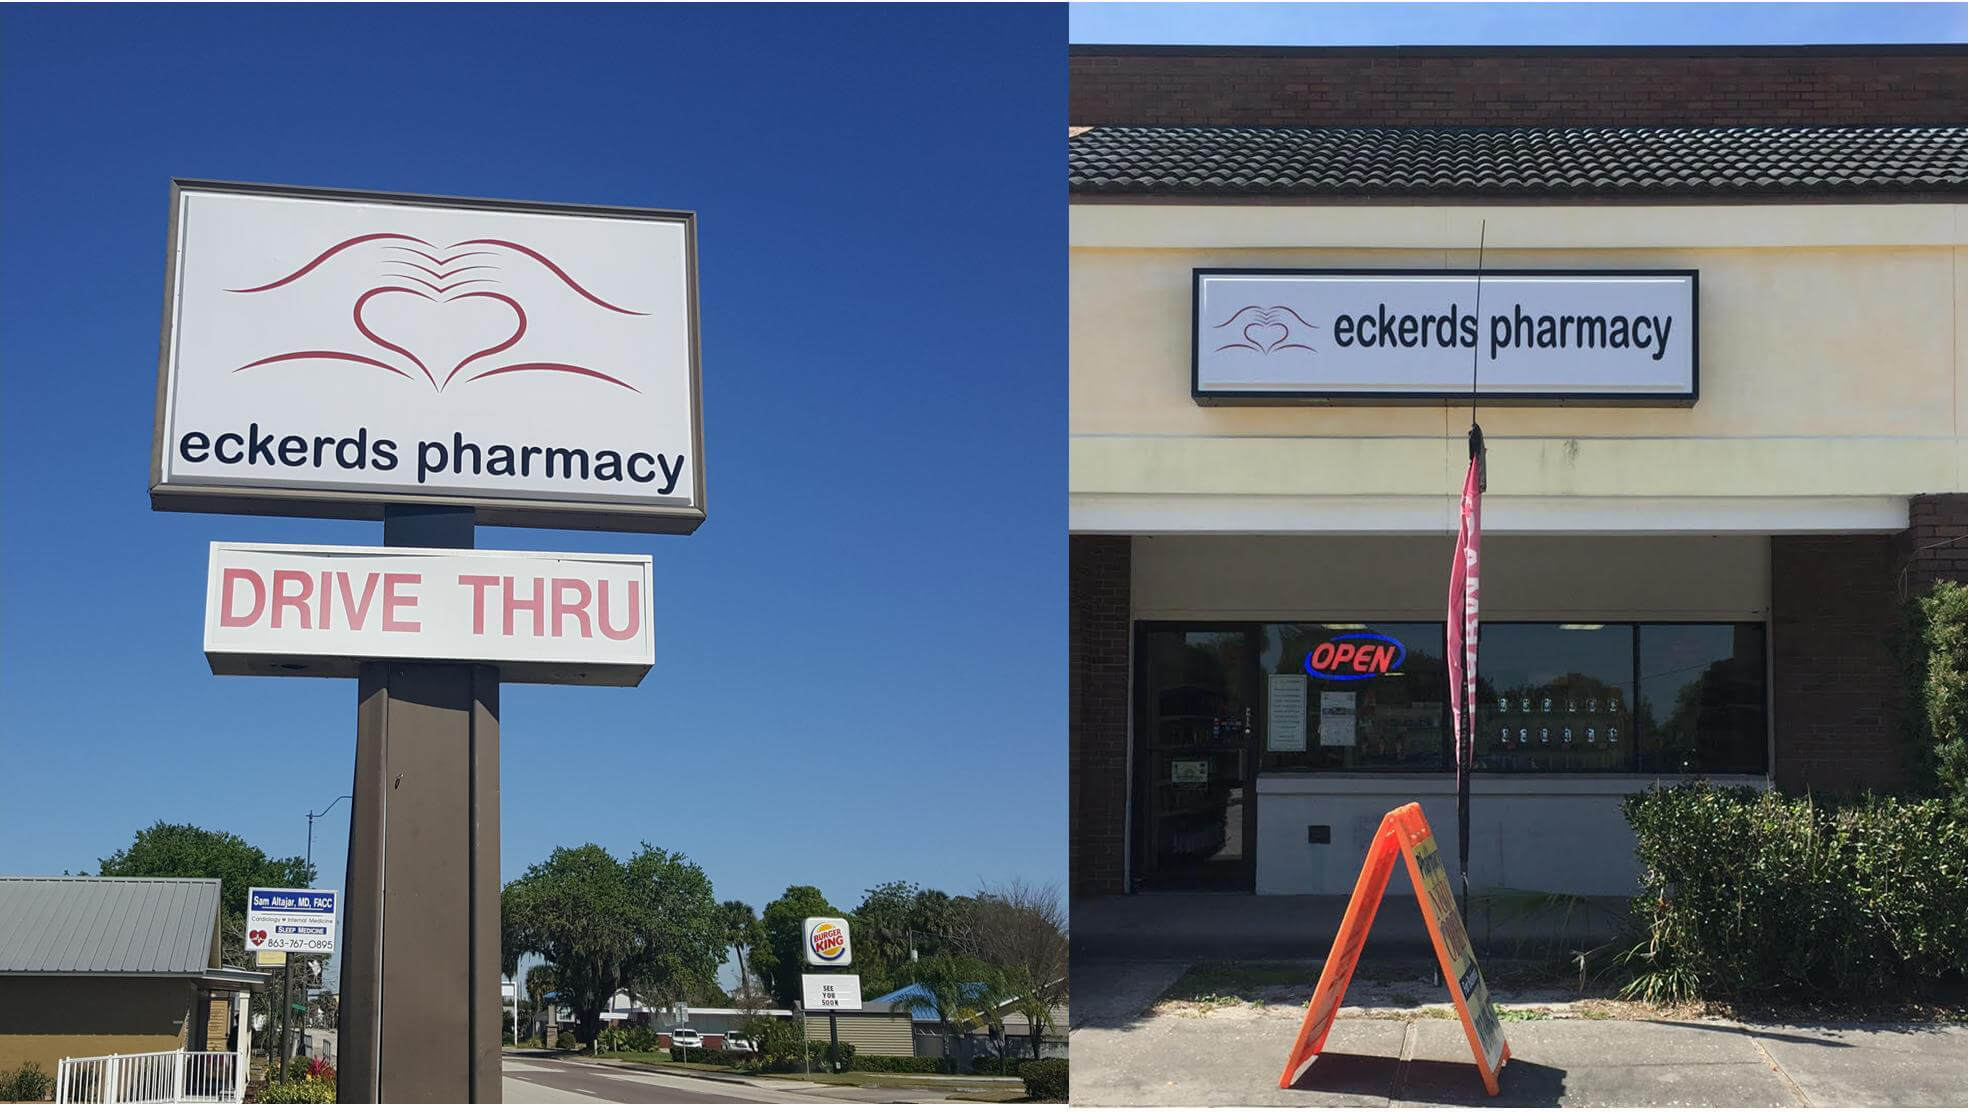 eckerds pharmacy
DRIVE THRU
Sam Altajar, MD, FACC
Cardiology ♥ Internal Medicine
SLEEP MEDICINE
863-767-0895
BURGER
KING
SEE
YOU
SOON
eckerds pharmacy
OPEN